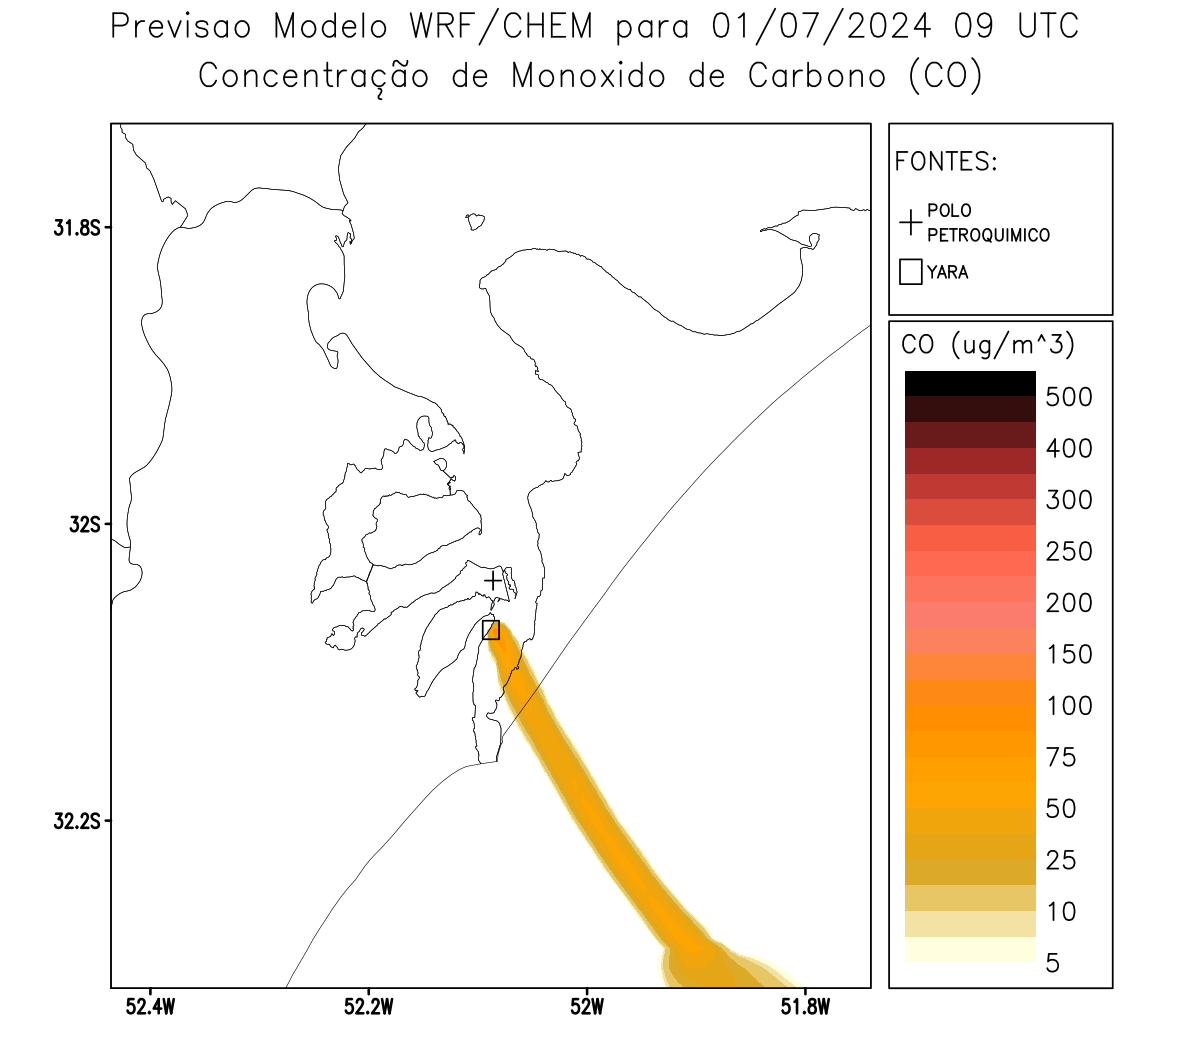 Previsao Modelo WRF/CHEM para 01/07/2024 09 UTC
Concentração de Monoxido de Carbono (CO)
31.8S
32S
32.2S
52.4W
52.2W
52W
51.8W
FONTES:
POLO
PETROQUIMICO
YARA
CO (ug/m^3)
500
400
300
250
200
150
100
75
50
25
10
5